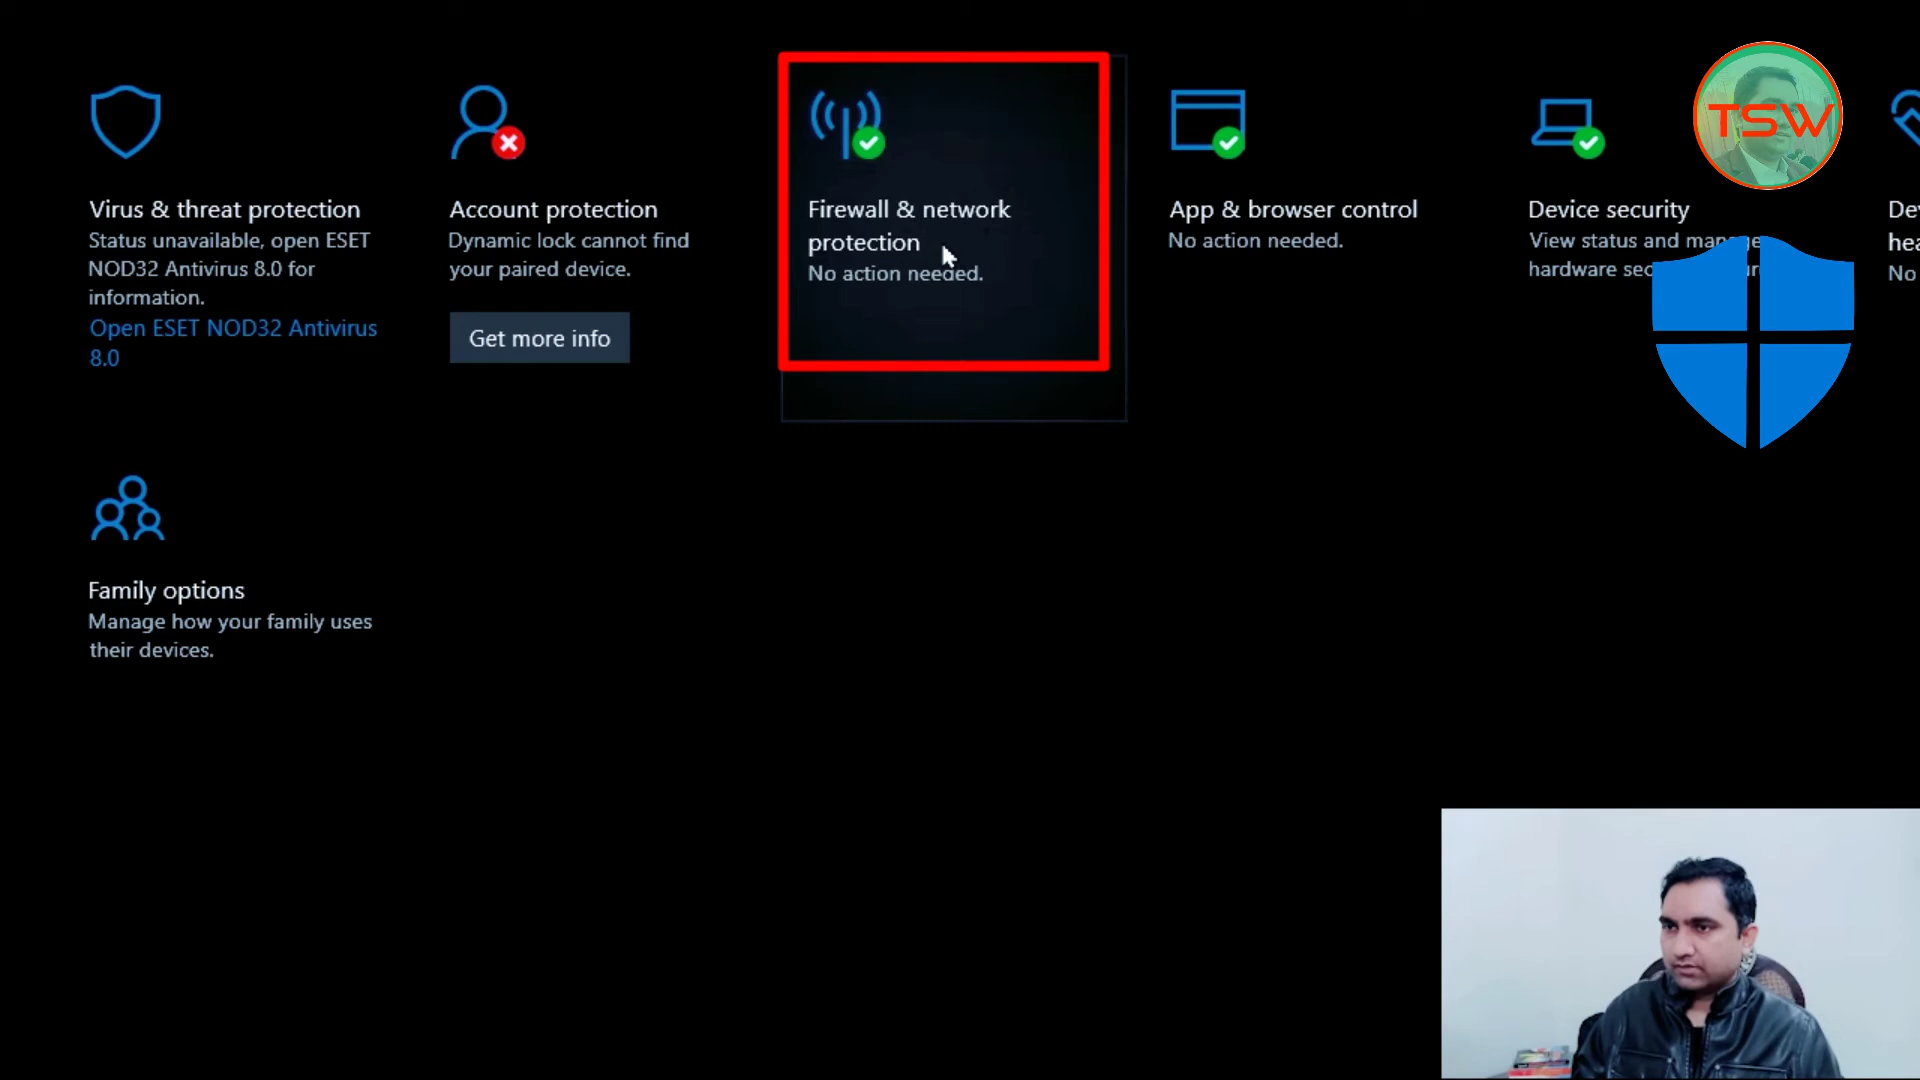 TSW
Virus & threat protection
Status unavailable, open ESET
NOD32 Antivirus 8.0 for
information.
Open ESET NOD32 Antivirus
8.0
Account protection
Dynamic lock cannot find
your paired device.
Get more info
Firewall & network
protection
No action needed.
App & browser control
No action needed.
Device security
View status and manage
hardware sec
No
Family options
Manage how your family uses
their devices.